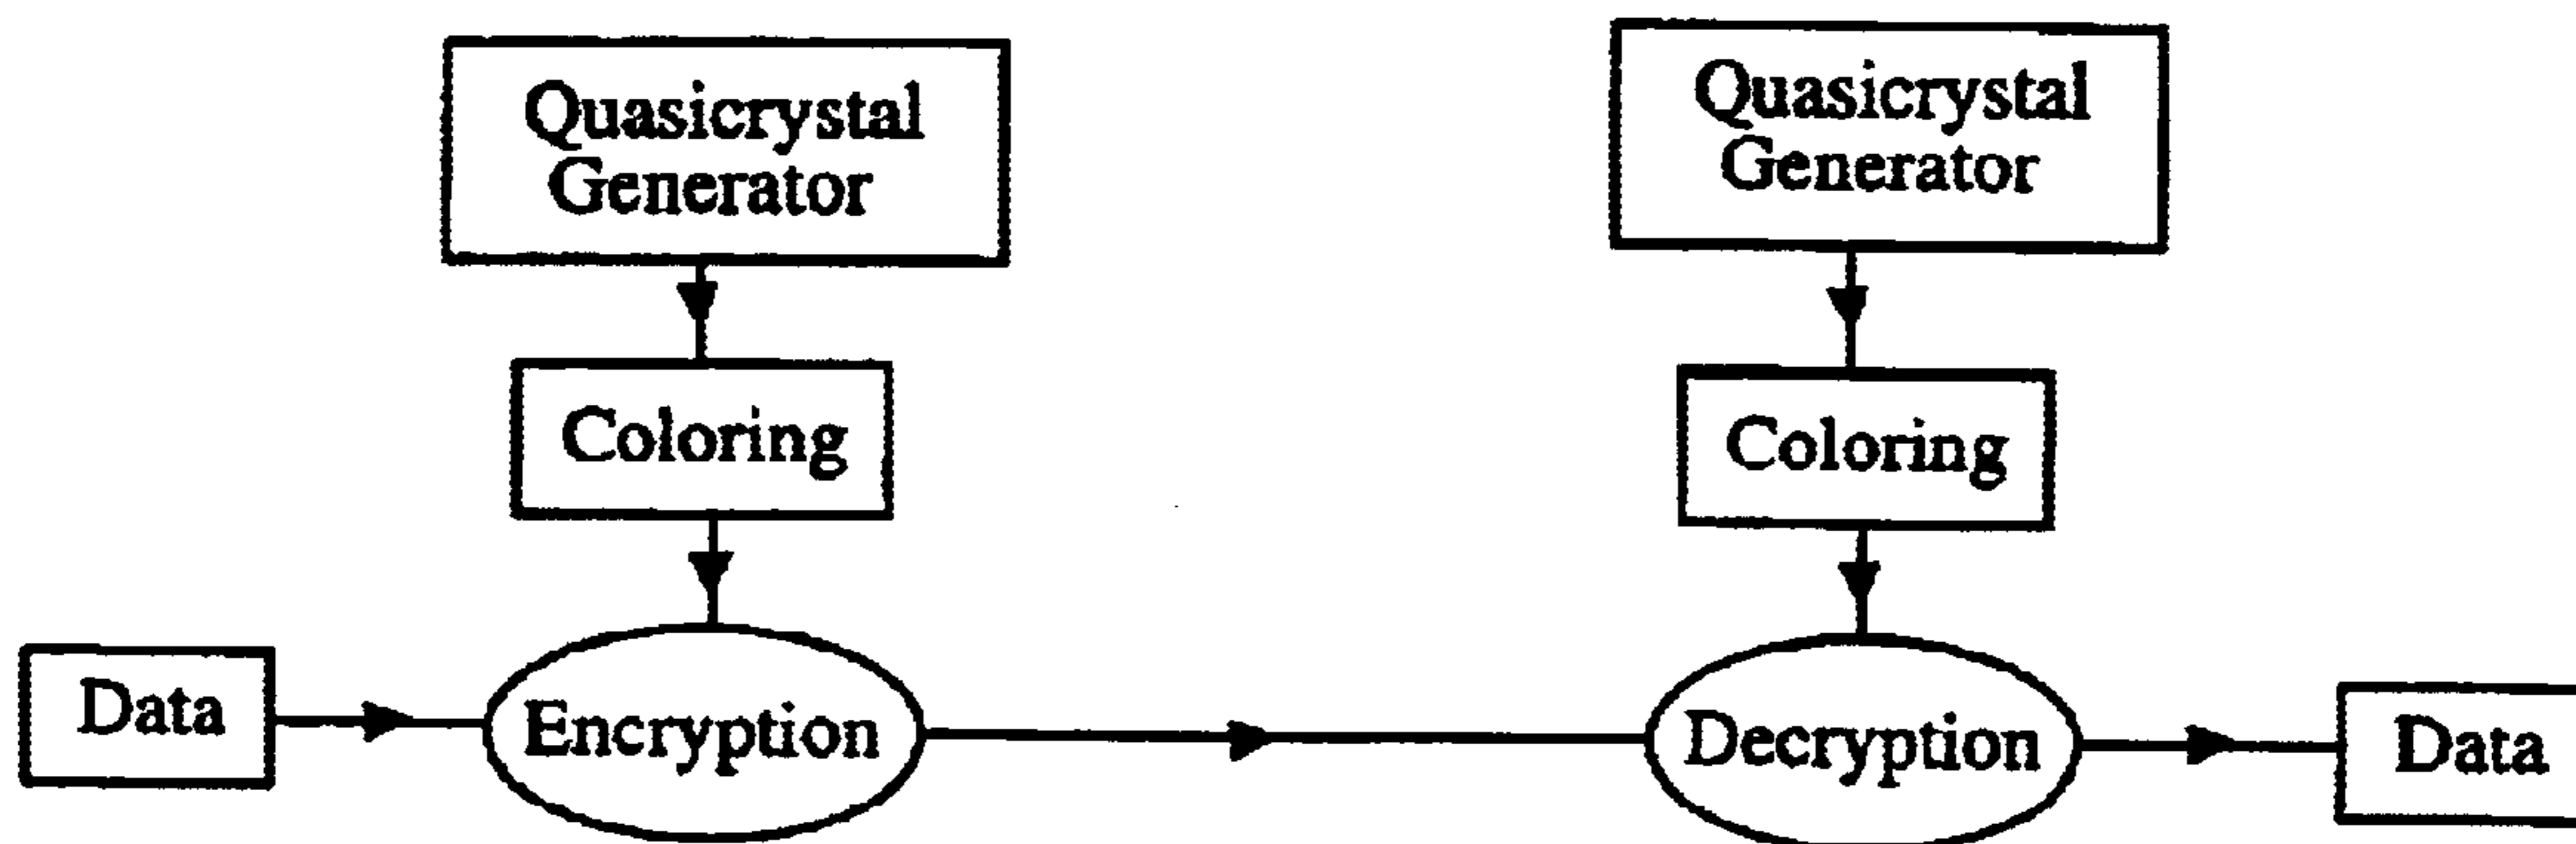 Quasicrystal
Generator
Quasicrystal
Generator
Coloring
Coloring
Data
Encryption
Decryption
Data